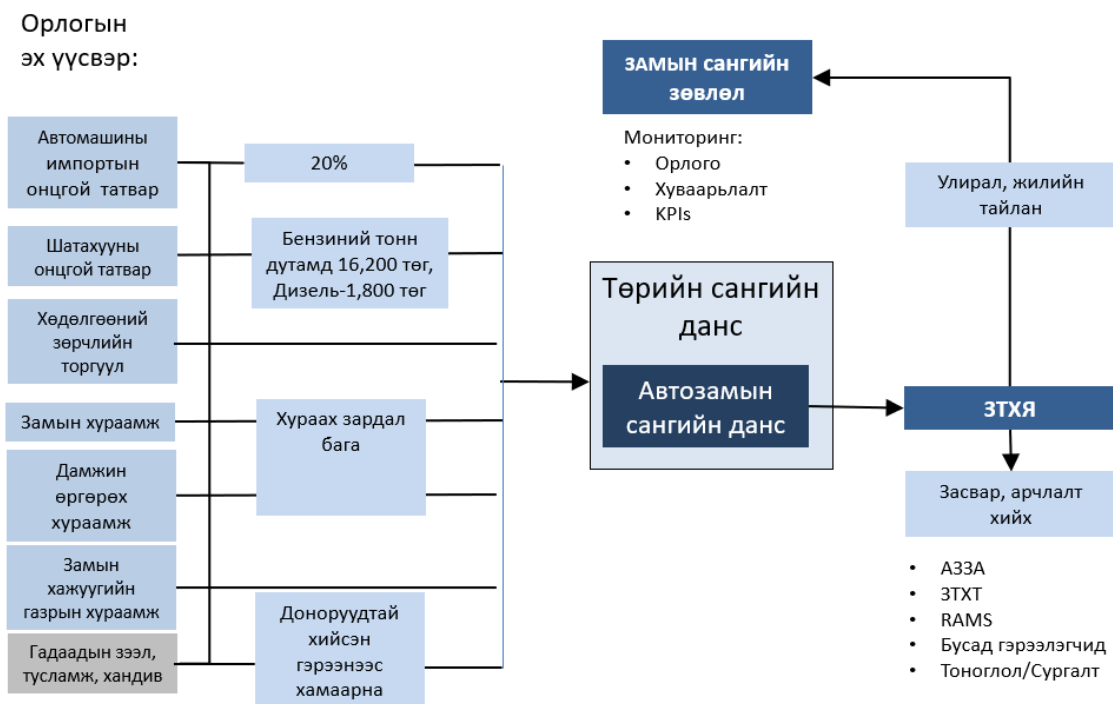 Орлогын
эх үүсвэр:
Автомашины
импортын
онцгой татвар
20%
Шатахууны
онцгой татвар
Бензиний тонн
дутамд 16,200 төг,
Дизель-1,800 төг
Хөдөлгөөний
зөрчлийн
торгуул
Замын хураамж
Хураах зардал
бага
Дамжин
өргөрөх
хураамж
Замын
хажуугийн
газрын хураамж
Гадаадын зээл,
тусламж, хандив
Доноруудтай
хийсэн
гэрээнээс
хамаарна
Төрийн сангийн
данс
Автозамын
сангийн данс
ЗАМЫН сангийн
зөвлөл
Мониторинг:
• Орлого
• Хуваарьлалт
• KPIs
Улирал, жилийн
тайлан
ЗТХЯ
Засвар, арчлалт
хийх
• АЗЗА
• ЗТХТ
• RAMS
• Бусад гэрээлэгчид
• Тоноглол/Сургалт